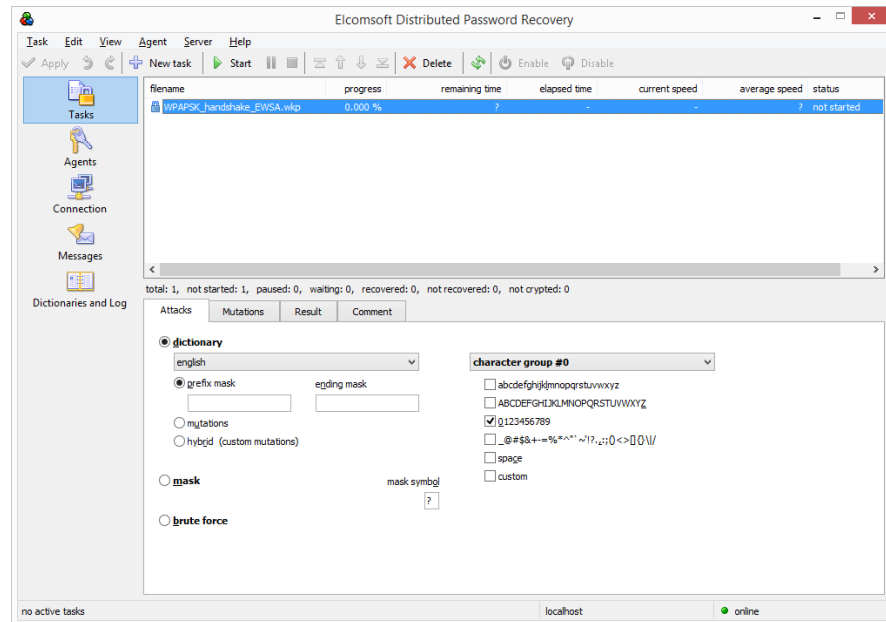 Elcomsoft Distributed Password Recovery
Task Edit View Agent Server Help
Apply New task Start Delete Enable Disable
Tasks
Agents
Connection
Messages
Dictionaries and Log
filename progress remaining time elapsed time current speed average speed status
WPAPSK_handshake_EWSA.wkp 0.000 % ? - - ? not started
total: 1, not started: 1, paused: 0, waiting: 0, recovered: 0, not recovered: 0, not crypted: 0
Attacks Mutations Result Comment
dictionary
english
prefix mask ending mask
mutations
hybrid (custom mutations)
mask mask symbol
?
brute force
character group #0
abcdefghijklmnopqrstuvwxyz
ABCDEFGHIJKLMNOPQRSTUVWXYZ
0123456789
_@#$&+-=%*^"`~'!?.,:;()<>[]{}\|/
space
custom
no active tasks localhost online